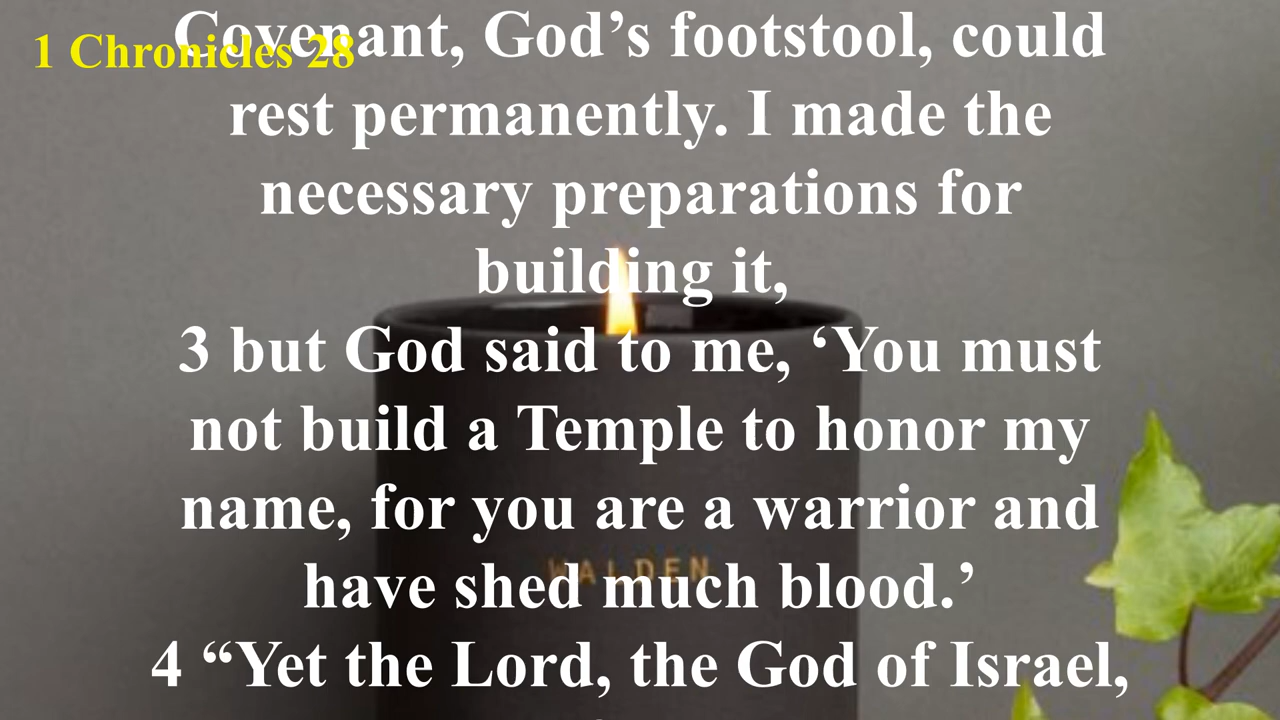 1 Chronicles 28
Covenant, God’s footstool, could
rest permanently. I made the
necessary preparations for
building it,
3 but God said to me, ‘You must
not build a Temple to honor my
name, for you are a warrior and
have shed much blood.’
WALDEN
4 “Yet the Lord, the God of Israel,